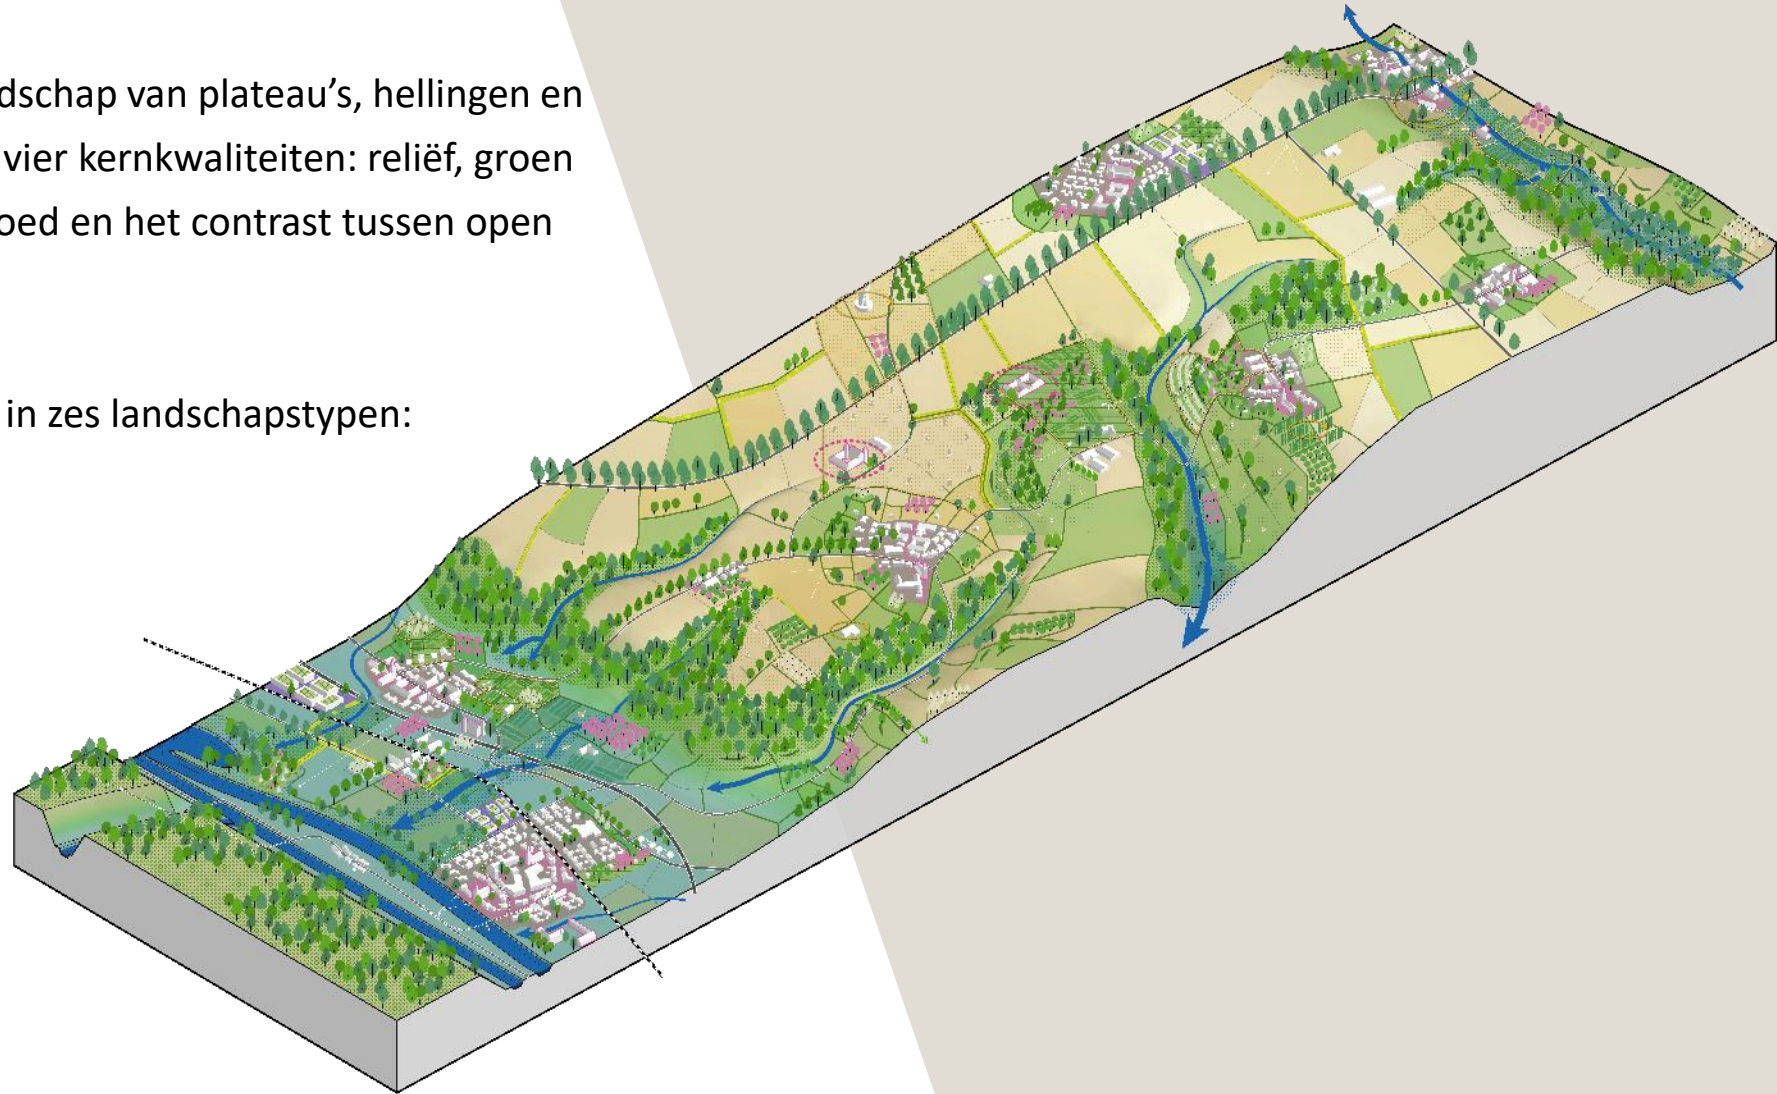 dschap van plateau’s, hellingen en
vier kernkwaliteiten: reliëf, groen
oed en het contrast tussen open
in zes landschapstypen: